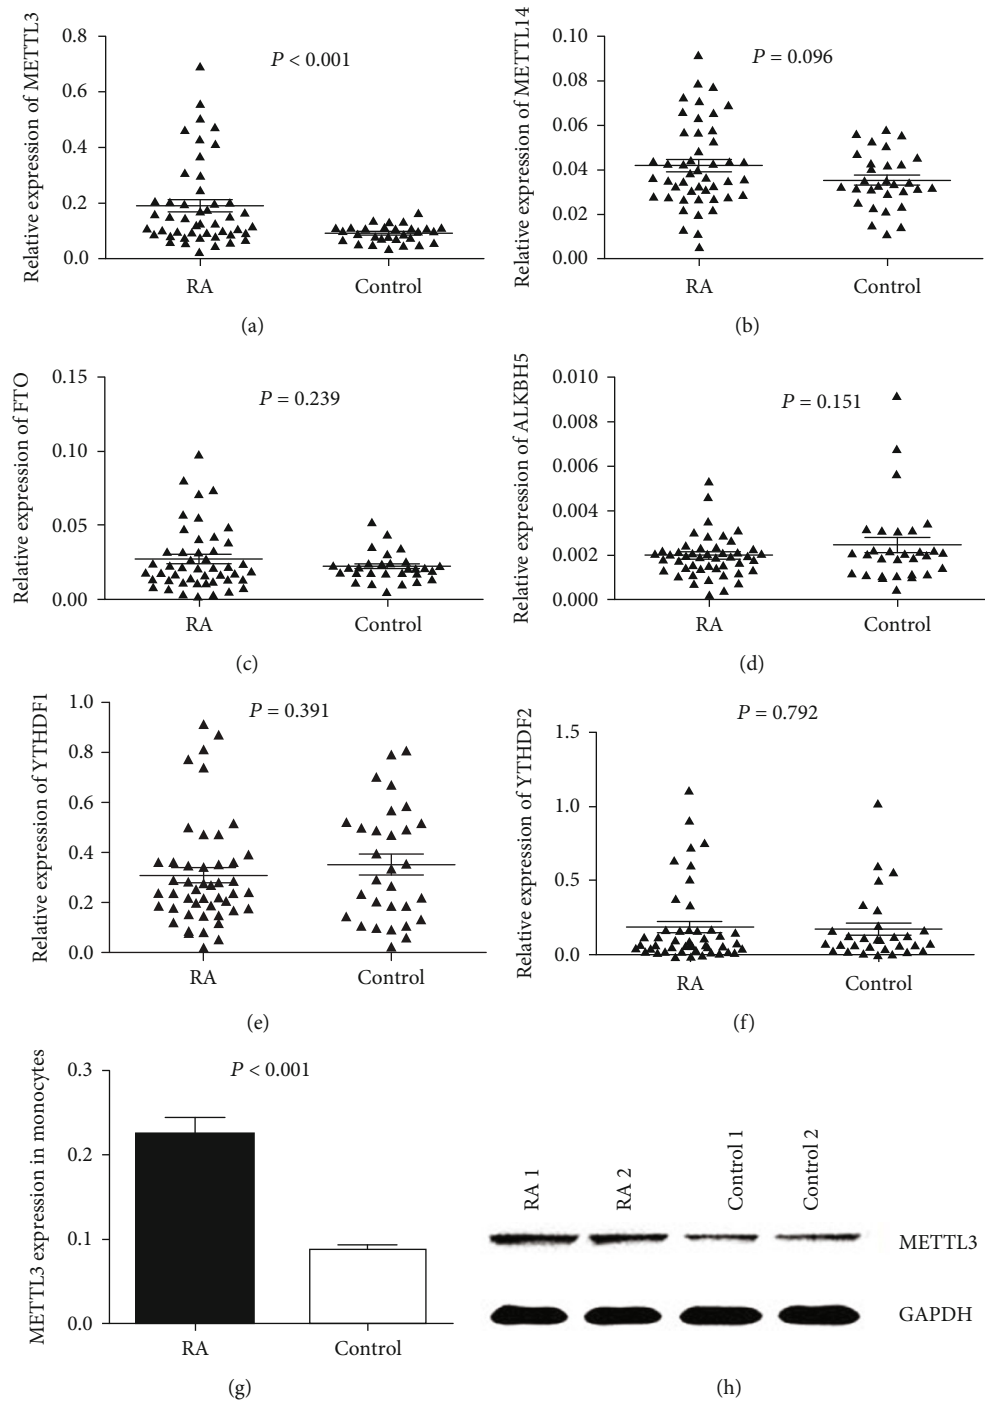 Relative expression of METTL3
0.8
0.6
0.4
0.2
0.0
P < 0.001
RA
Control
(a)
Relative expression of METTL14
0.10
0.08
0.06
0.04
0.02
0.00
P = 0.096
RA
Control
(b)
Relative expression of FTO
0.15
0.10
0.05
0.00
P = 0.239
RA
Control
(c)
Relative expression of ALKBH5
0.010
0.008
0.006
0.004
0.002
0.000
P = 0.151
RA
Control
(d)
Relative expression of YTHDF1
1.0
0.8
0.6
0.4
0.2
0.0
P = 0.391
RA
Control
(e)
Relative expression of YTHDF2
1.5
1.0
0.5
0.0
P = 0.792
RA
Control
(f)
METTL3 expression in monocytes
0.3
0.2
0.1
0.0
P < 0.001
RA
Control
(g)
RA 1
RA 2
Control 1
Control 2
METTL3
GAPDH
(h)